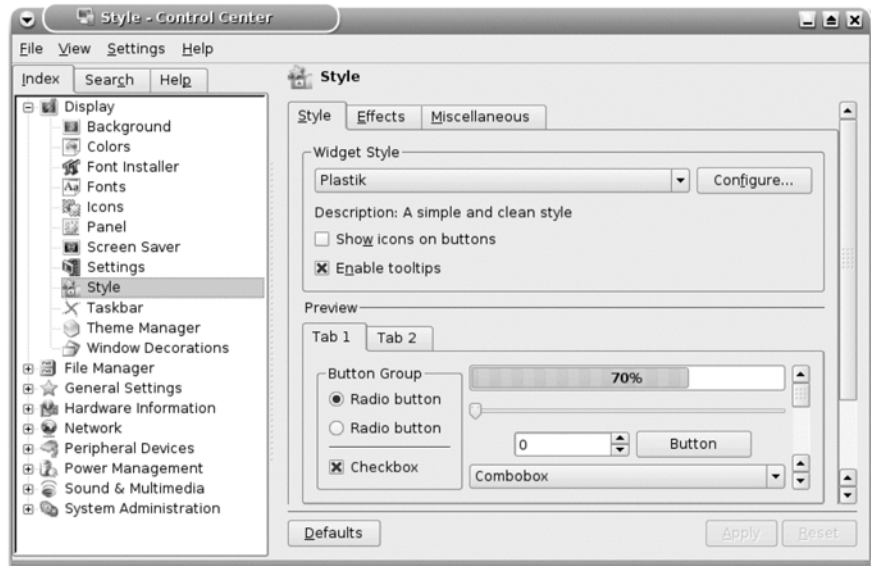 Style - Control Center
File View Settings Help
Index Search Help
Display
Background
Colors
Font Installer
Fonts
Icons
Panel
Screen Saver
Settings
Style
Taskbar
Theme Manager
Window Decorations
File Manager
General Settings
Hardware Information
Network
Peripheral Devices
Power Management
Sound & Multimedia
System Administration
Style
Style Effects Miscellaneous
Widget Style
Plastik Configure...
Description: A simple and clean style
Show icons on buttons
Enable tooltips
Preview
Tab 1 Tab 2
Button Group
Radio button
Radio button
Checkbox
70%
0 Button
Combobox
Defaults Apply Reset